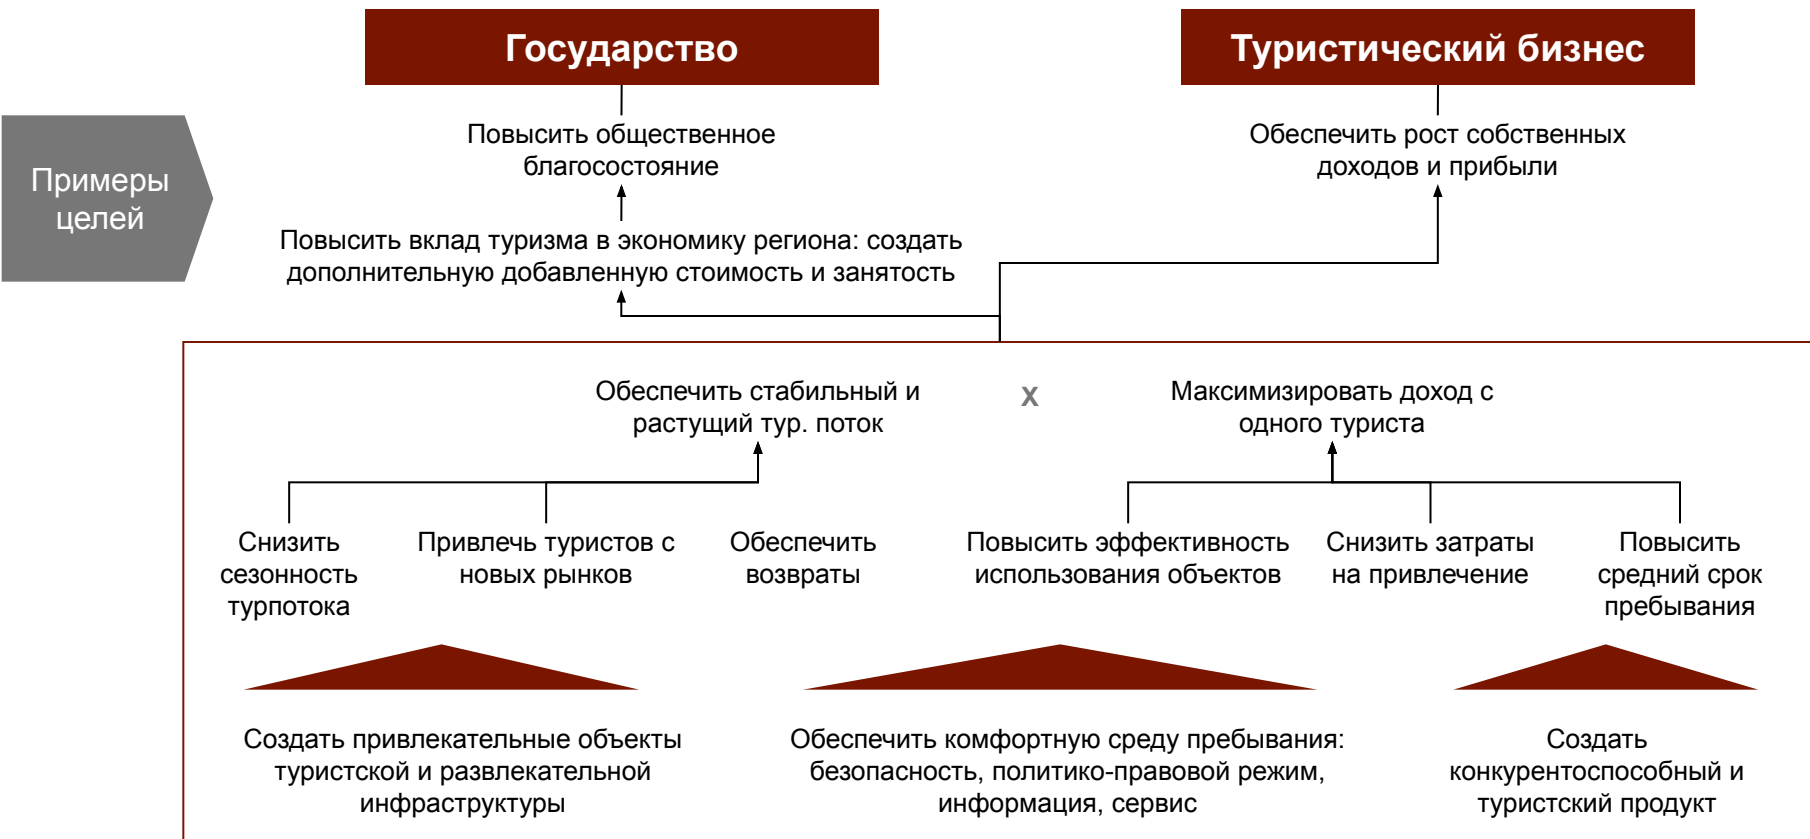 Государство
Туристический бизнес
Примеры
целей
Повысить общественное
благосостояние
Обеспечить рост собственных
доходов и прибыли
Повысить вклад туризма в экономику региона: создать
дополнительную добавленную стоимость и занятость
Обеспечить стабильный и
растущий тур. поток
x
Максимизировать доход с
одного туриста
Снизить
сезонность
турпотока
Привлечь туристов с
новых рынков
Обеспечить
возвраты
Повысить эффективность
использования объектов
Снизить затраты
на привлечение
Повысить
средний срок
пребывания
Создать привлекательные объекты
туристской и развлекательной
инфраструктуры
Обеспечить комфортную среду пребывания:
безопасность, политико-правовой режим,
информация, сервис
Создать
конкурентоспособный и
туристский продукт